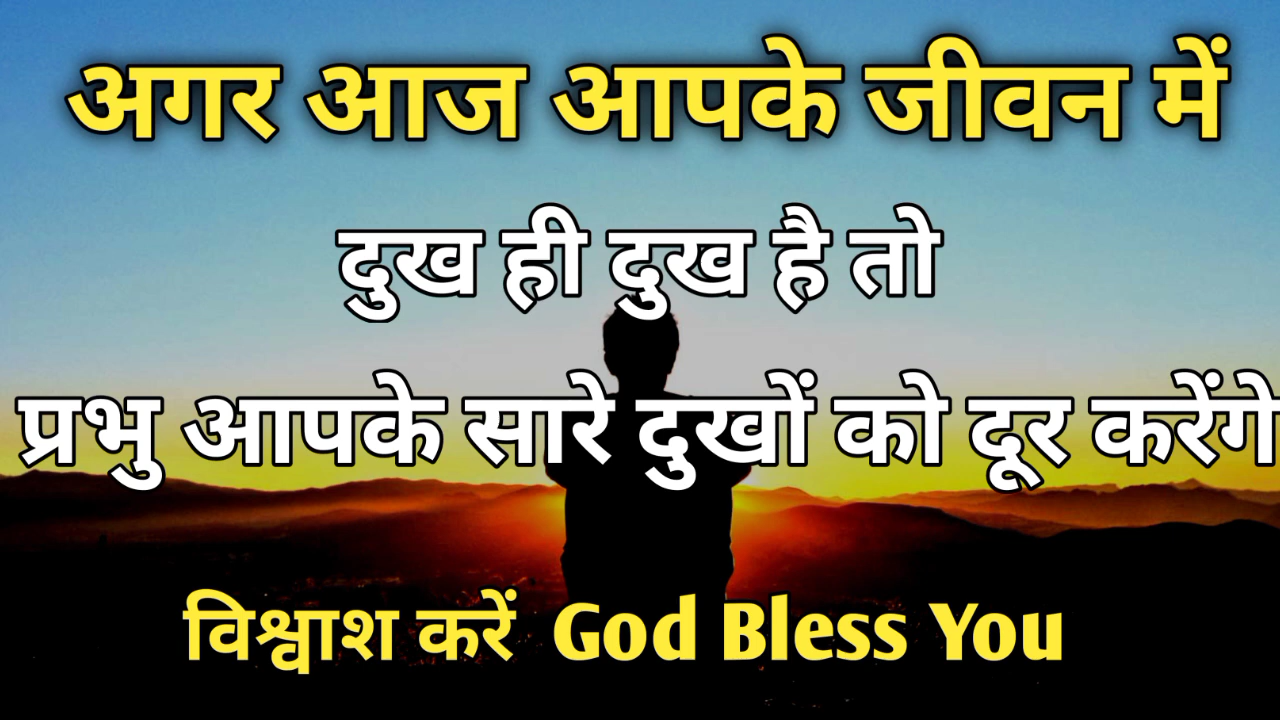 अगर आज आपके जीवन में
दुख ही दुख है तो
प्रभु आपके सारे दुखों को दूर करेंगे
विश्वाश करें God Bless You